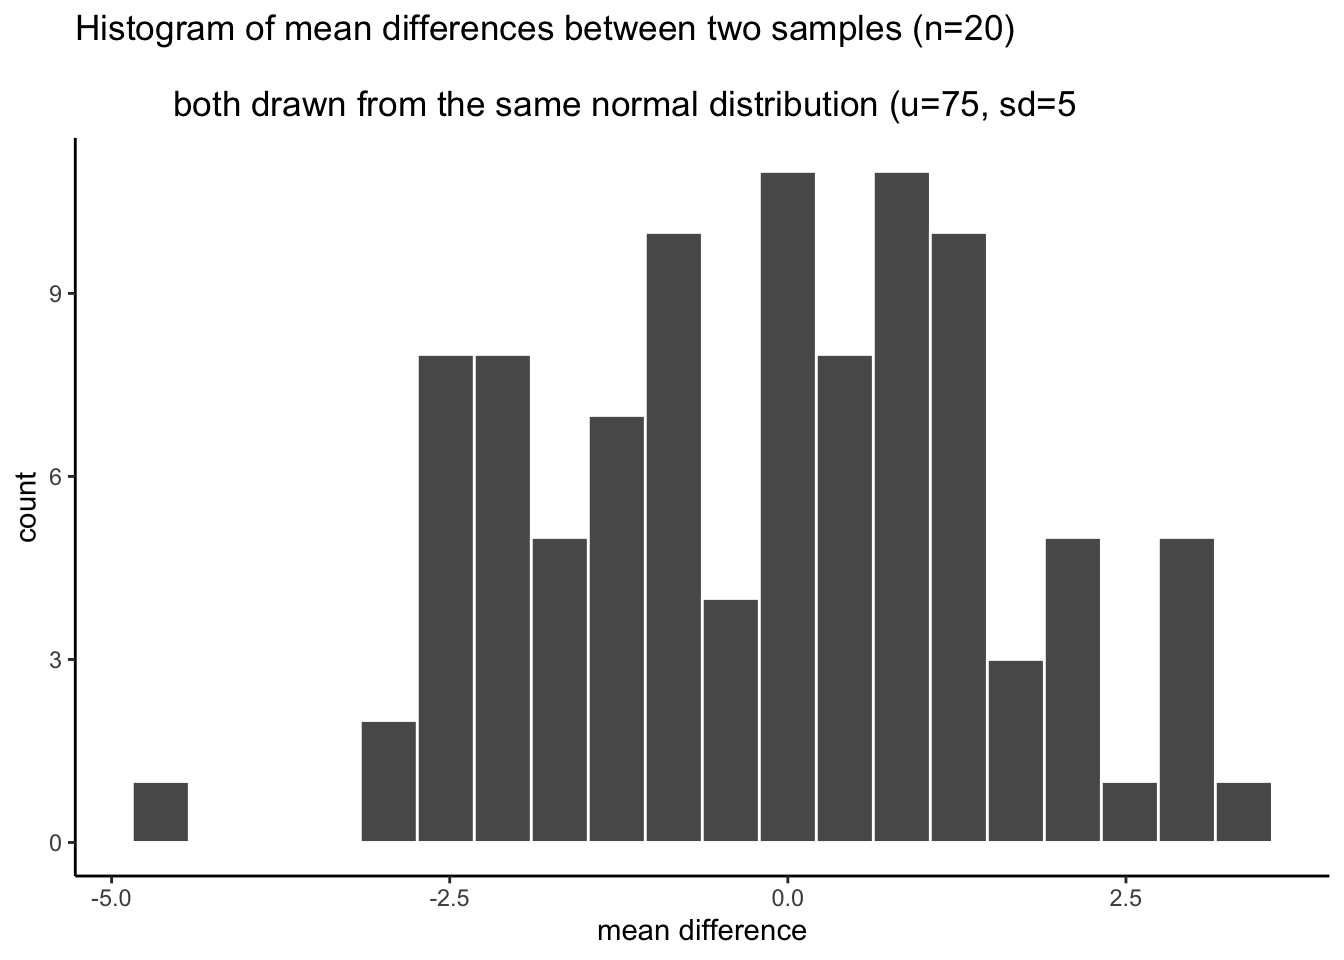 Histogram of mean differences between two samples (n=20)
both drawn from the same normal distribution (u=75, sd=5
9
6
3
0
count
-5.0
-2.5
0.0
2.5
mean difference